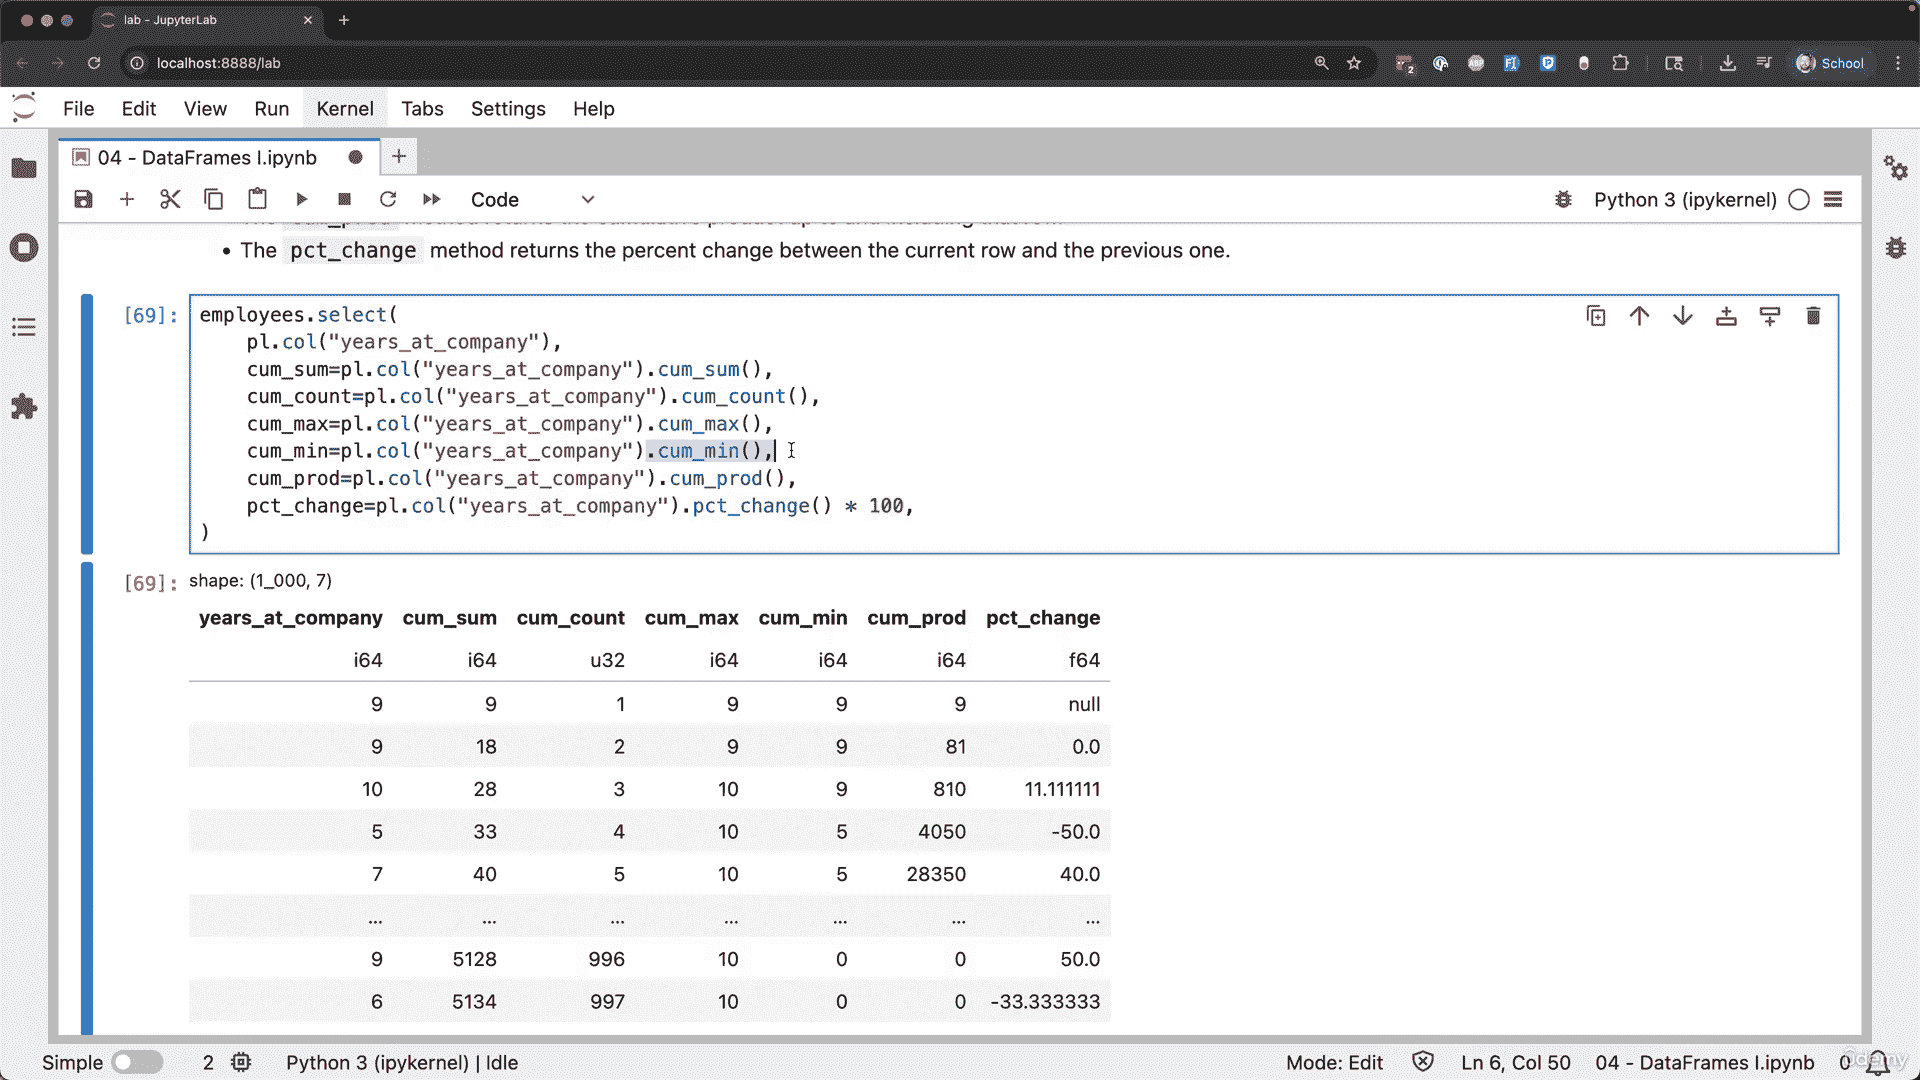 lab - JupyterLab
localhost:8888/lab
2
ABP
School
File Edit View Run Kernel Tabs Settings Help
04 - DataFrames I.ipynb
Code
Python 3 (ipykernel)
The pct_change method returns the percent change between the current row and the previous one.
[69]:
employees.select(
pl.col("years_at_company"),
cum_sum=pl.col("years_at_company").cum_sum(),
cum_count=pl.col("years_at_company").cum_count(),
cum_max=pl.col("years_at_company").cum_max(),
cum_min=pl.col("years_at_company").cum_min(),
cum_prod=pl.col("years_at_company").cum_prod(),
pct_change=pl.col("years_at_company").pct_change() * 100,
)
[69]: shape: (1_000, 7)
years_at_company cum_sum cum_count cum_max cum_min cum_prod pct_change
i64 i64 u32 i64 i64 i64 f64
9 9 1 9 9 9 null
9 18 2 9 9 81 0.0
10 28 3 10 9 810 11.111111
5 33 4 10 5 4050 -50.0
7 40 5 10 5 28350 40.0
... ... ... ... ... ... ...
9 5128 996 10 0 0 50.0
6 5134 997 10 0 0 -33.333333
Simple 2 Python 3 (ipykernel) | Idle Mode: Edit Ln 6, Col 50 04 - DataFrames I.ipynb 0
udemy